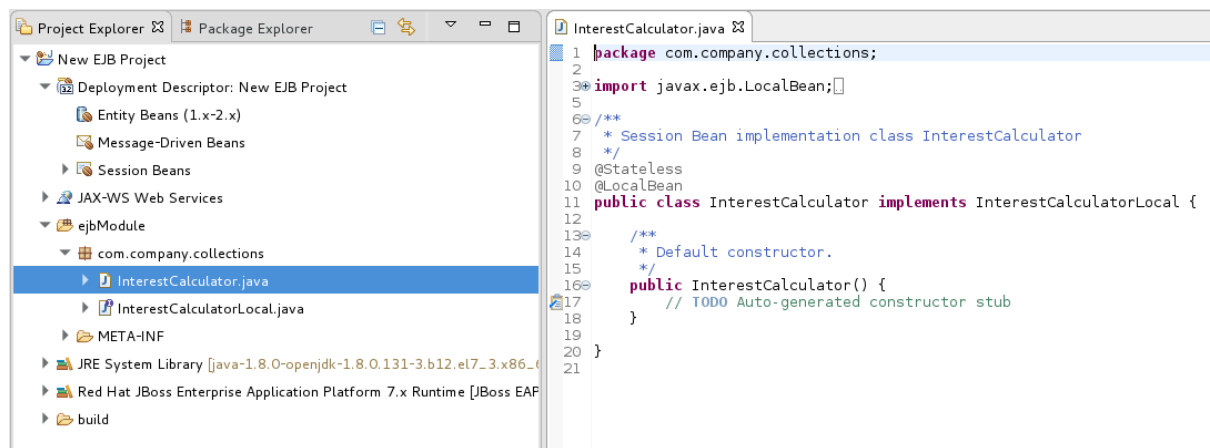 Project Explorer
Package Explorer
New EJB Project
Deployment Descriptor: New EJB Project
Entity Beans (1.x-2.x)
Message-Driven Beans
Session Beans
JAX-WS Web Services
ejbModule
com.company.collections
InterestCalculator.java
InterestCalculatorLocal.java
META-INF
JRE System Library [java-1.8.0-openjdk-1.8.0.131-3.b12.el7_3.x86_
Red Hat JBoss Enterprise Application Platform 7.x Runtime [JBoss EAP
build
InterestCalculator.java
1 package com.company.collections;
2
3 import javax.ejb.LocalBean;
5
6 /**
7  * Session Bean implementation class InterestCalculator
8  */
9 @Stateless
10 @LocalBean
11 public class InterestCalculator implements InterestCalculatorLocal {
12
13     /**
14      * Default constructor.
15      */
16     public InterestCalculator() {
17         // TODO Auto-generated constructor stub
18     }
19
20 }
21